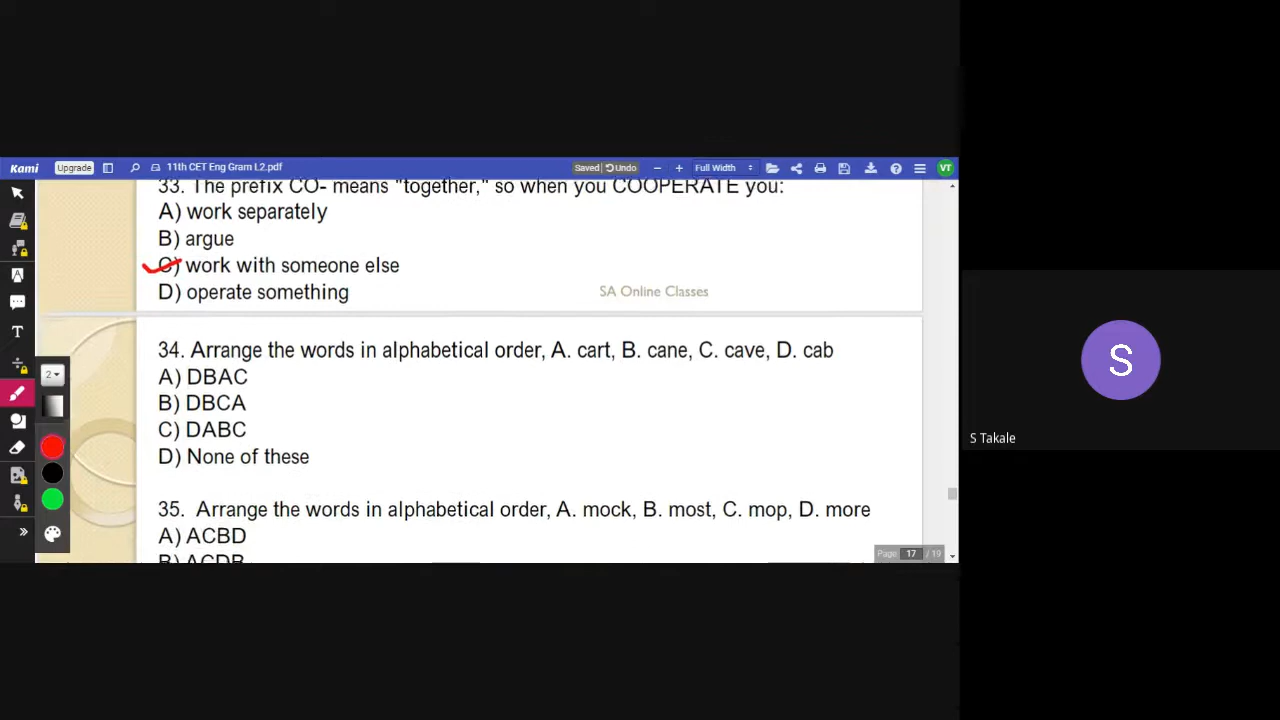 Kami
Upgrade
11th CET Eng Gram L2.pdf
Saved Undo
Full Width
VT
33. The prefix CO- means "together," so when you COOPERATE you:
A) work separately
B) argue
C) work with someone else
D) operate something
SA Online Classes
34. Arrange the words in alphabetical order, A. cart, B. cane, C. cave, D. cab
A) DBAC
B) DBCA
C) DABC
D) None of these
35. Arrange the words in alphabetical order, A. mock, B. most, C. mop, D. more
A) ACBD
B) ACDB
Page 17 / 19
2
S
S Takale